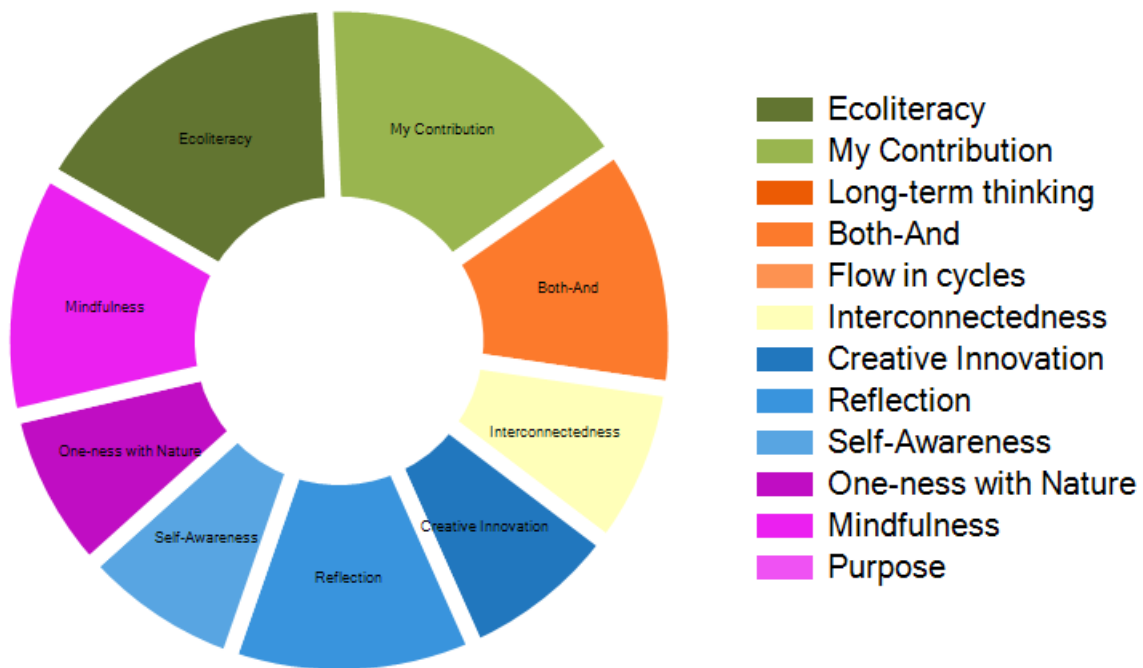 Ecoliteracy
My Contribution
Both-And
Mindfulness
Interconnectedness
One-ness with Nature
Creative Innovation
Self-Awareness
Reflection
Ecoliteracy
My Contribution
Long-term thinking
Both-And
Flow in cycles
Interconnectedness
Creative Innovation
Reflection
Self-Awareness
One-ness with Nature
Mindfulness
Purpose